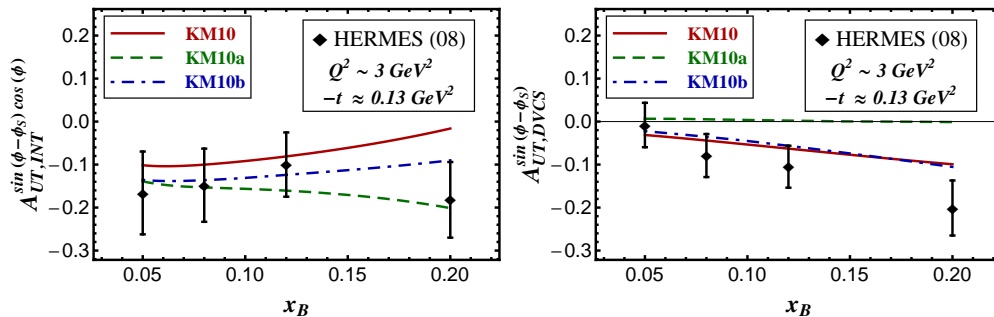 KM10
KM10a
KM10b
HERMES (08)
Q² ~ 3 GeV²
−t ≈ 0.13 GeV²
0.2
0.1
0.0
−0.1
−0.2
−0.3
A_{UT,INT}^{sin (ϕ−ϕ_S) cos (ϕ)}
0.05 0.10 0.15 0.20
x_B
KM10
KM10a
KM10b
HERMES (08)
Q² ~ 3 GeV²
−t ≈ 0.13 GeV²
0.2
0.1
0.0
−0.1
−0.2
−0.3
A_{UT,DVCS}^{sin (ϕ−ϕ_S)}
0.05 0.10 0.15 0.20
x_B